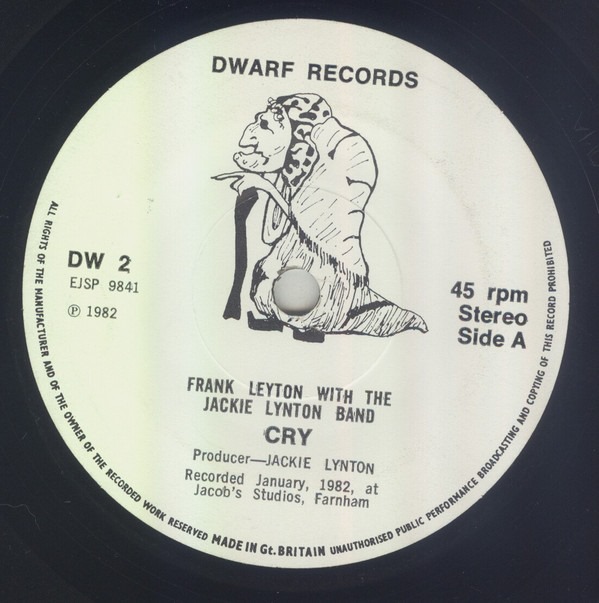 DWARF RECORDS
DW 2
EJSP 9841
Ⓟ 1982
45 rpm
Stereo
Side A
FRANK LEYTON WITH THE
JACKIE LYNTON BAND
CRY
Producer—JACKIE LYNTON
Recorded January, 1982, at
Jacob's Studios, Farnham
ALL RIGHTS OF THE MANUFACTURER AND OF THE OWNER OF THE RECORDED WORK RESERVED MADE IN Gt. BRITAIN UNAUTHORISED PUBLIC PERFORMANCE BROADCASTING AND COPYING OF THIS RECORD PROHIBITED